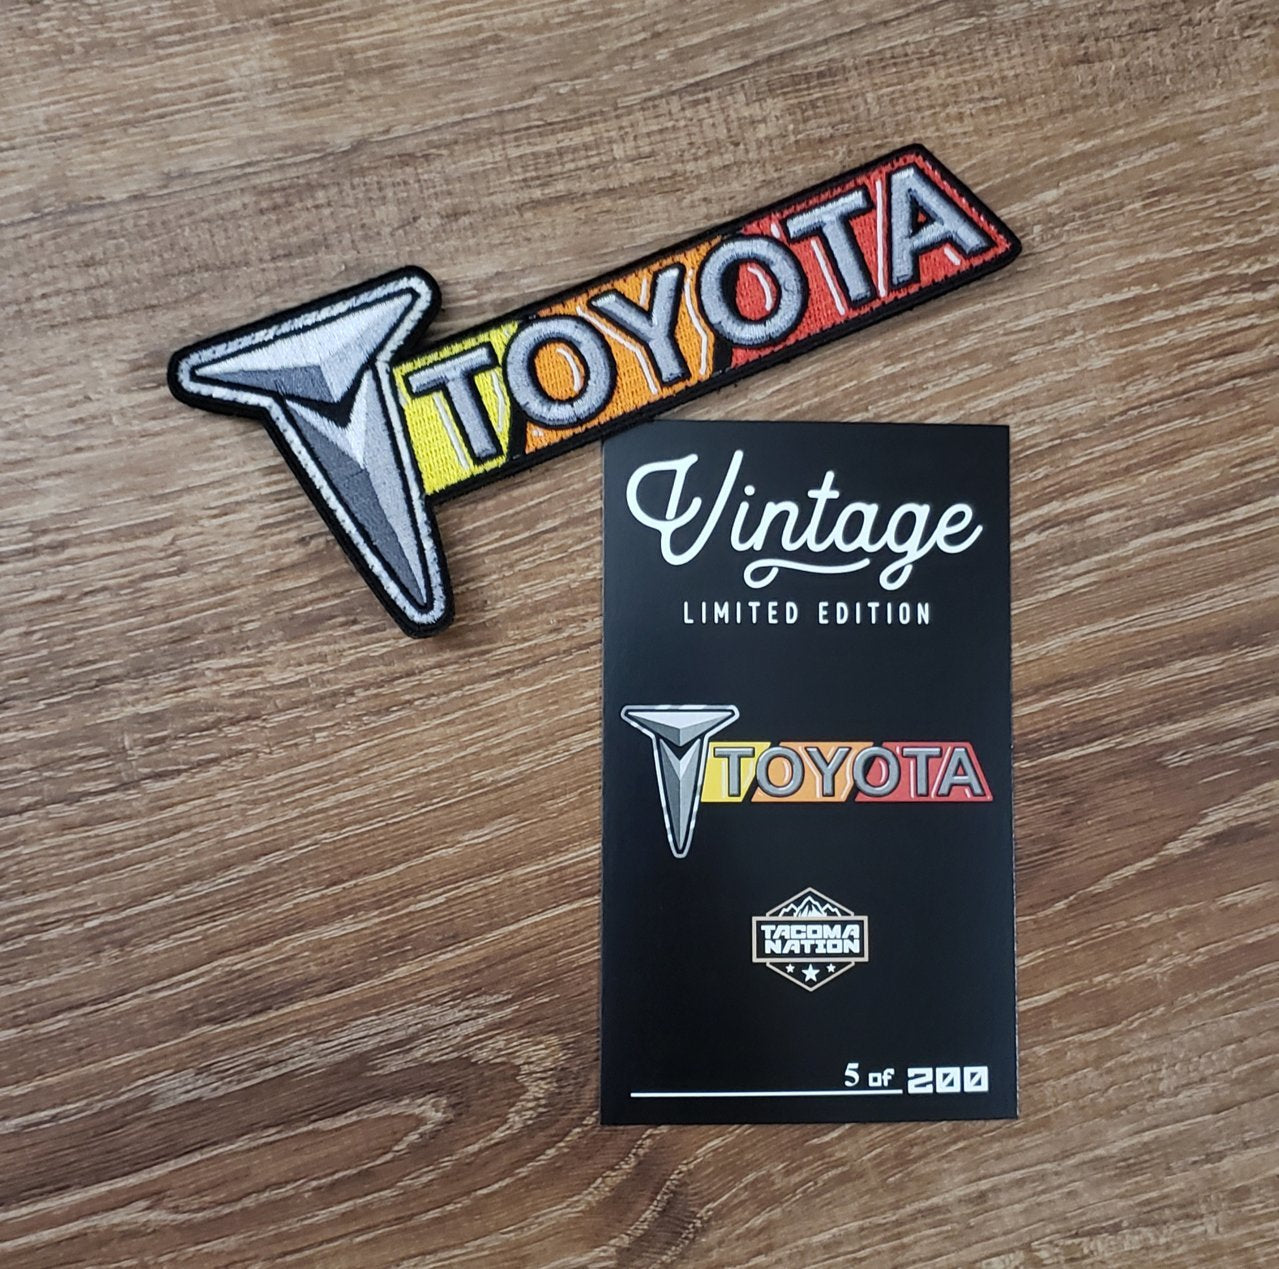 TOYOTA
Vintage
LIMITED EDITION
TOYOTA
TACOMA
NATION
5 of 200